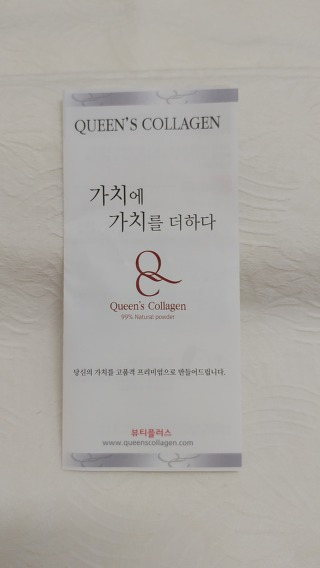 QUEEN'S COLLAGEN
가치에
가치를 더하다
QC
Queen's Collagen
99% Natural powder
당신의 가치를 고품격 프리미엄으로 만들어드립니다.
뷰티플러스
www.queenscollagen.com